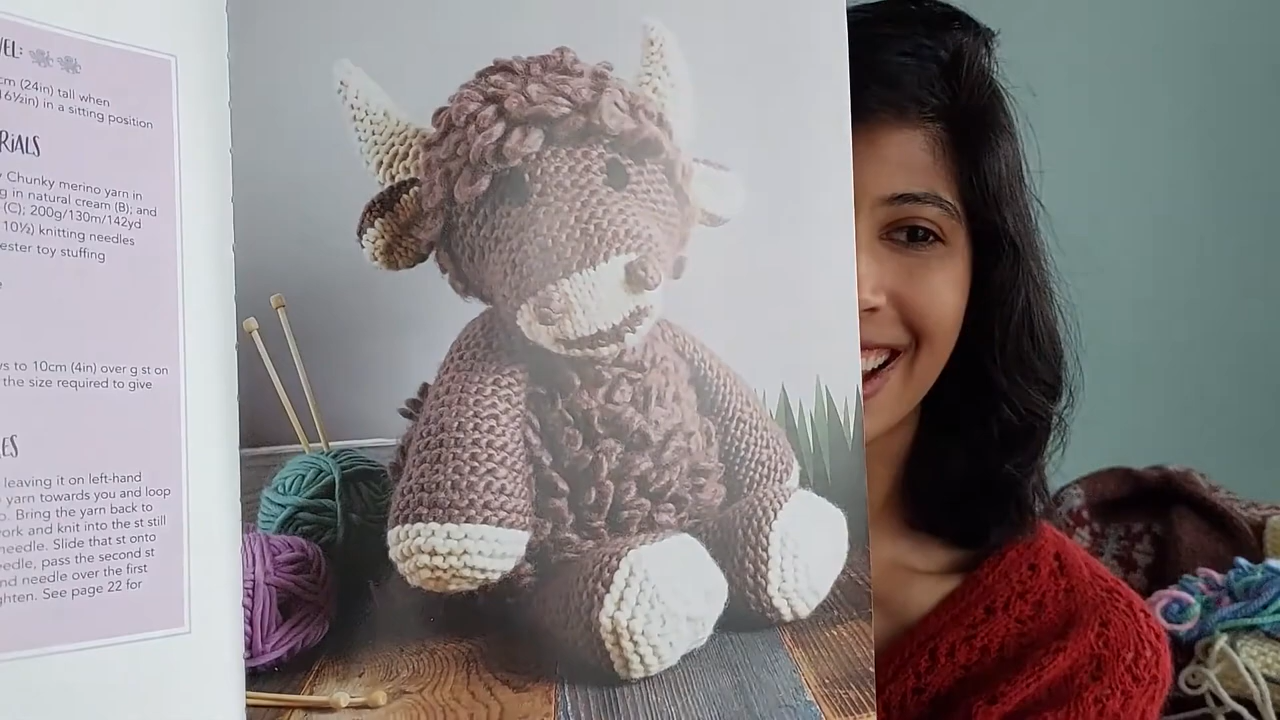 VEL:
cm (24in) tall when
16½in) in a sitting position
RIALS
Chunky merino yarn in
g in natural cream (B); and
(C); 200g/130m/142yd
10½) knitting needles
ester toy stuffing
ws to 10cm (4in) over g st on
the size required to give
ES
leaving it on left-hand
yarn towards you and loop
o. Bring the yarn back to
work and knit into the st still
needle. Slide that st onto
eedle, pass the second st
nd needle over the first
ghten. See page 22 for